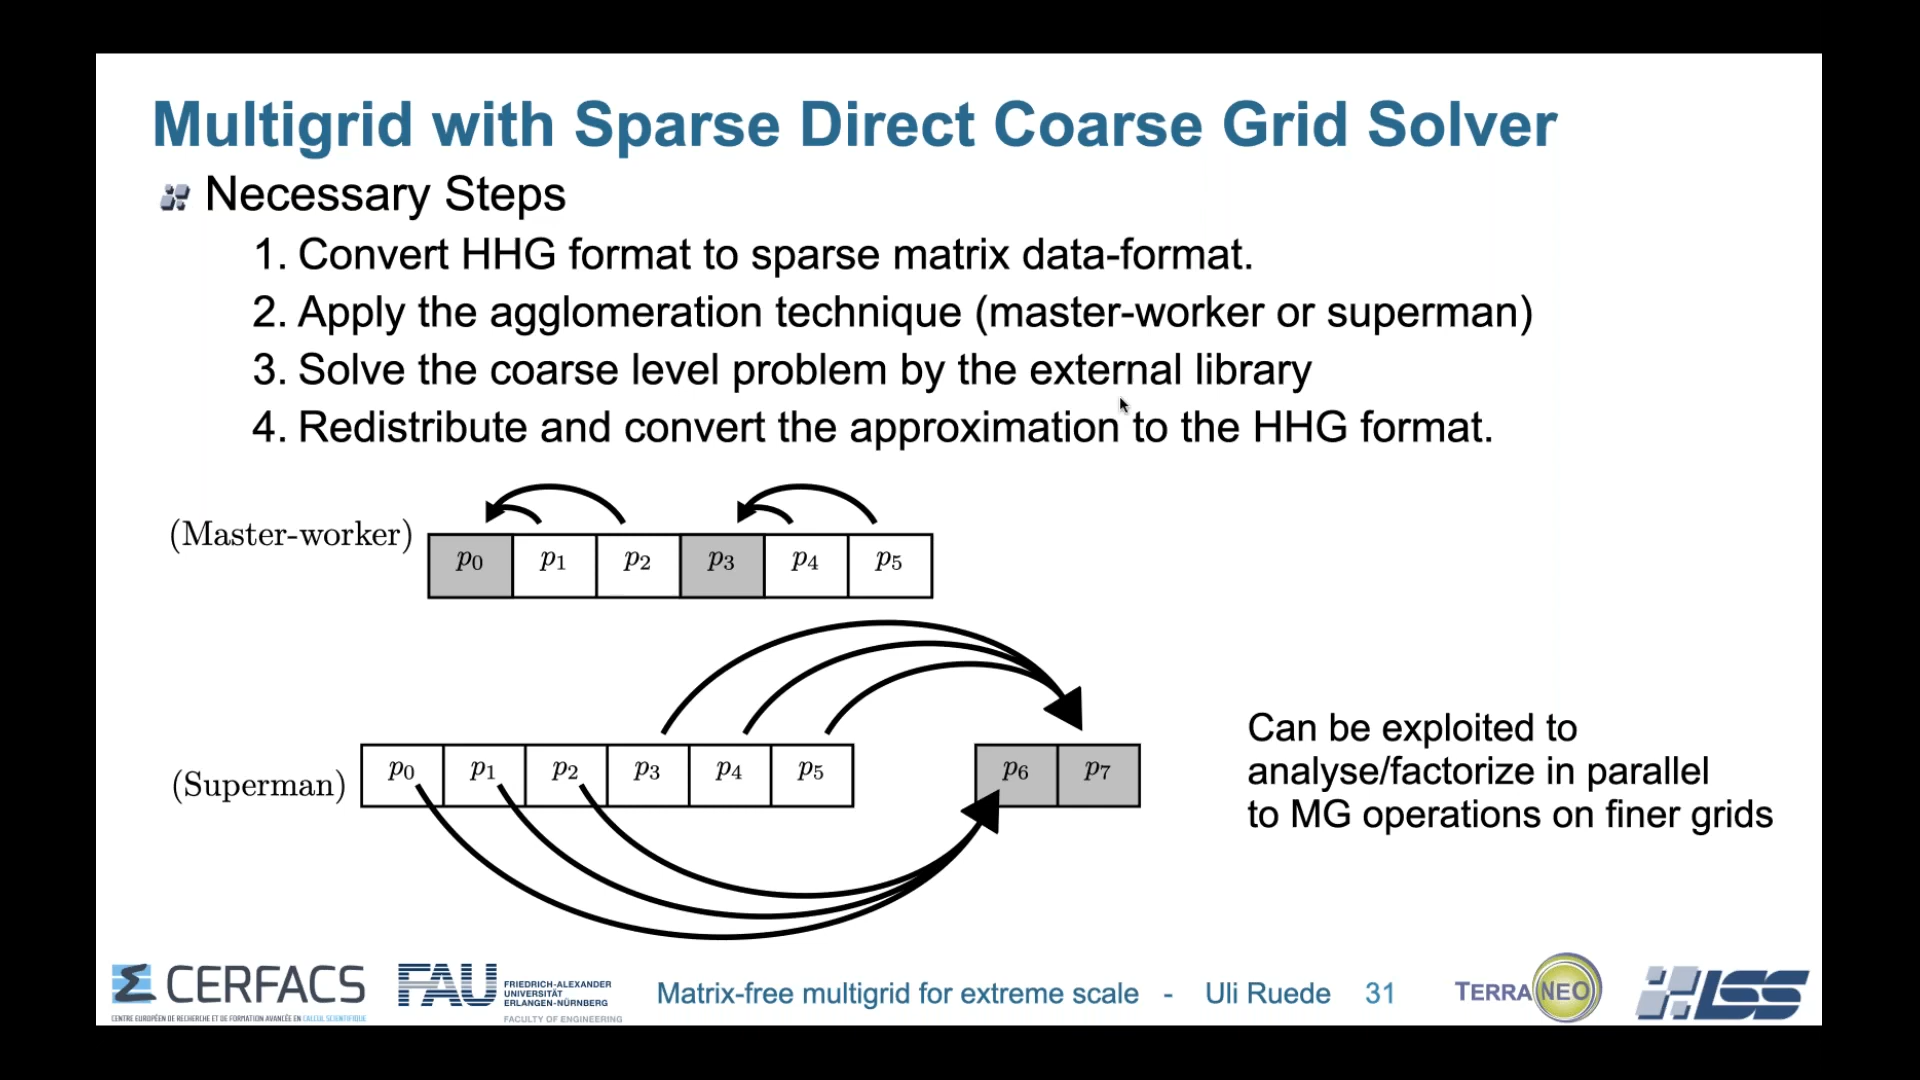 Multigrid with Sparse Direct Coarse Grid Solver
Necessary Steps
1. Convert HHG format to sparse matrix data-format.
2. Apply the agglomeration technique (master-worker or superman)
3. Solve the coarse level problem by the external library
4. Redistribute and convert the approximation to the HHG format.
(Master-worker)
p0 p1 p2 p3 p4 p5
(Superman)
p0 p1 p2 p3 p4 p5 p6 p7
Can be exploited to
analyse/factorize in parallel
to MG operations on finer grids
CERFACS
CENTRE EUROPÉEN DE RECHERCHE ET DE FORMATION AVANCÉE EN CALCUL SCIENTIFIQUE
FAU
FRIEDRICH-ALEXANDER
UNIVERSITÄT
ERLANGEN-NÜRNBERG
FACULTY OF ENGINEERING
Matrix-free multigrid for extreme scale - Uli Ruede 31
TERRA NEO
LSS